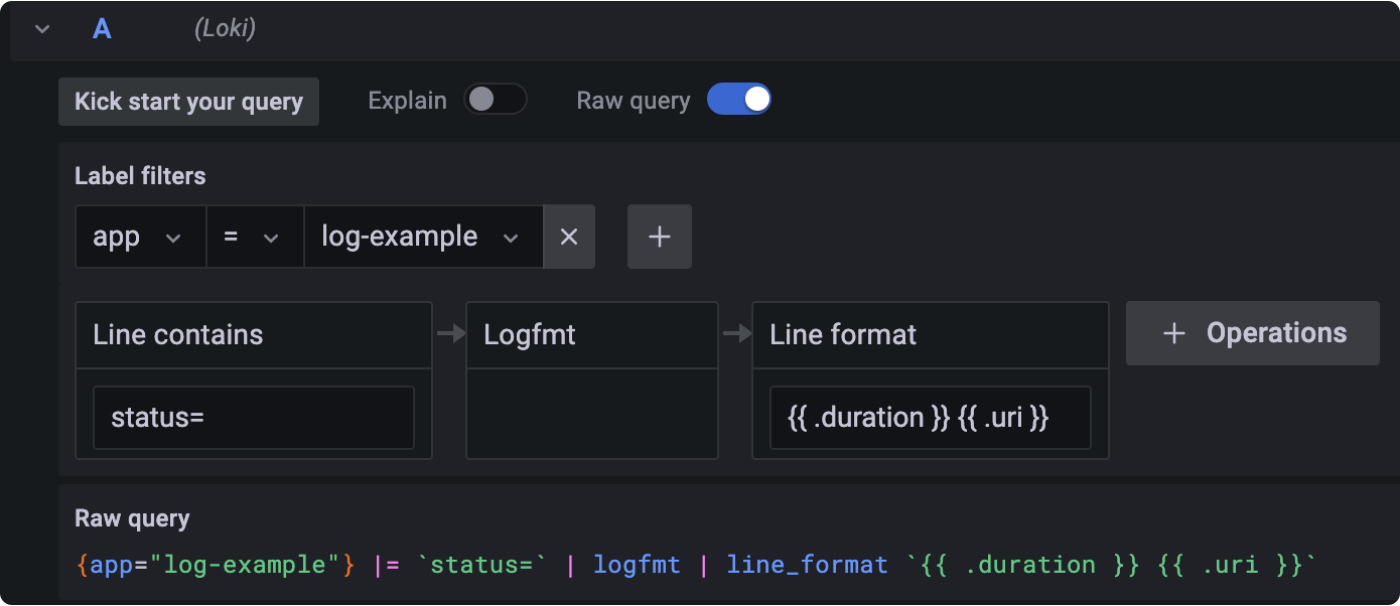 A (Loki)
Kick start your query Explain Raw query
Label filters
app = log-example × +
Line contains Logfmt Line format + Operations
status= {{ .duration }} {{ .uri }}
Raw query
{app="log-example"} |= `status=` | logfmt | line_format `{{ .duration }} {{ .uri }}`